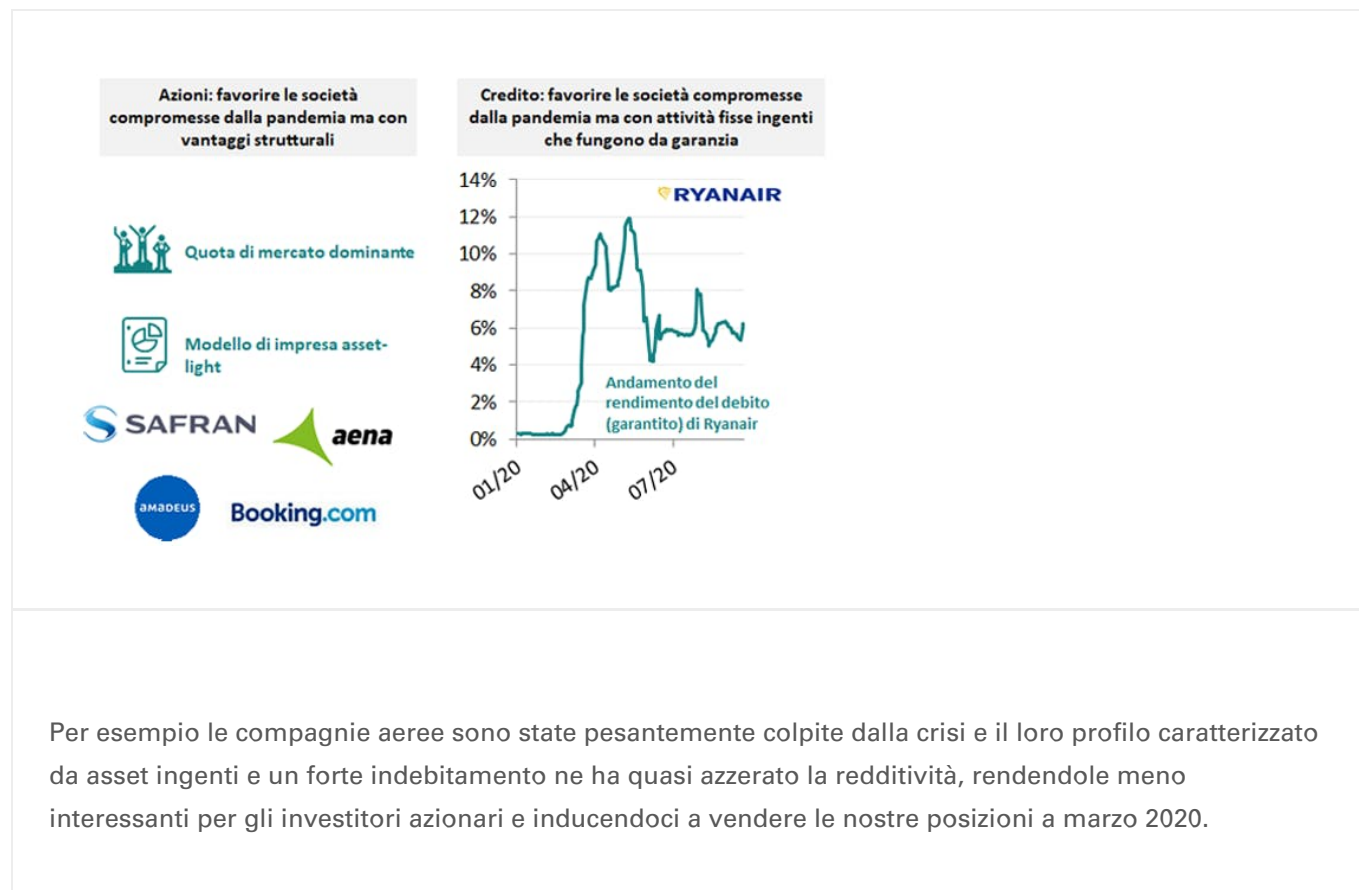 Azioni: favorire le società
compromesse dalla pandemia ma con
vantaggi strutturali
Quota di mercato dominante
Modello di impresa asset-
light
SAFRAN
aena
amadeus
Booking.com
Credito: favorire le società compromesse
dalla pandemia ma con attività fisse ingenti
che fungono da garanzia
14%
RYANAIR
12%
10%
8%
6%
4%
2%
0%
Andamento del
rendimento del debito
(garantito) di Ryanair
01/20
04/20
07/20
Per esempio le compagnie aeree sono state pesantemente colpite dalla crisi e il loro profilo caratterizzato
da asset ingenti e un forte indebitamento ne ha quasi azzerato la redditività, rendendole meno
interessanti per gli investitori azionari e inducendoci a vendere le nostre posizioni a marzo 2020.